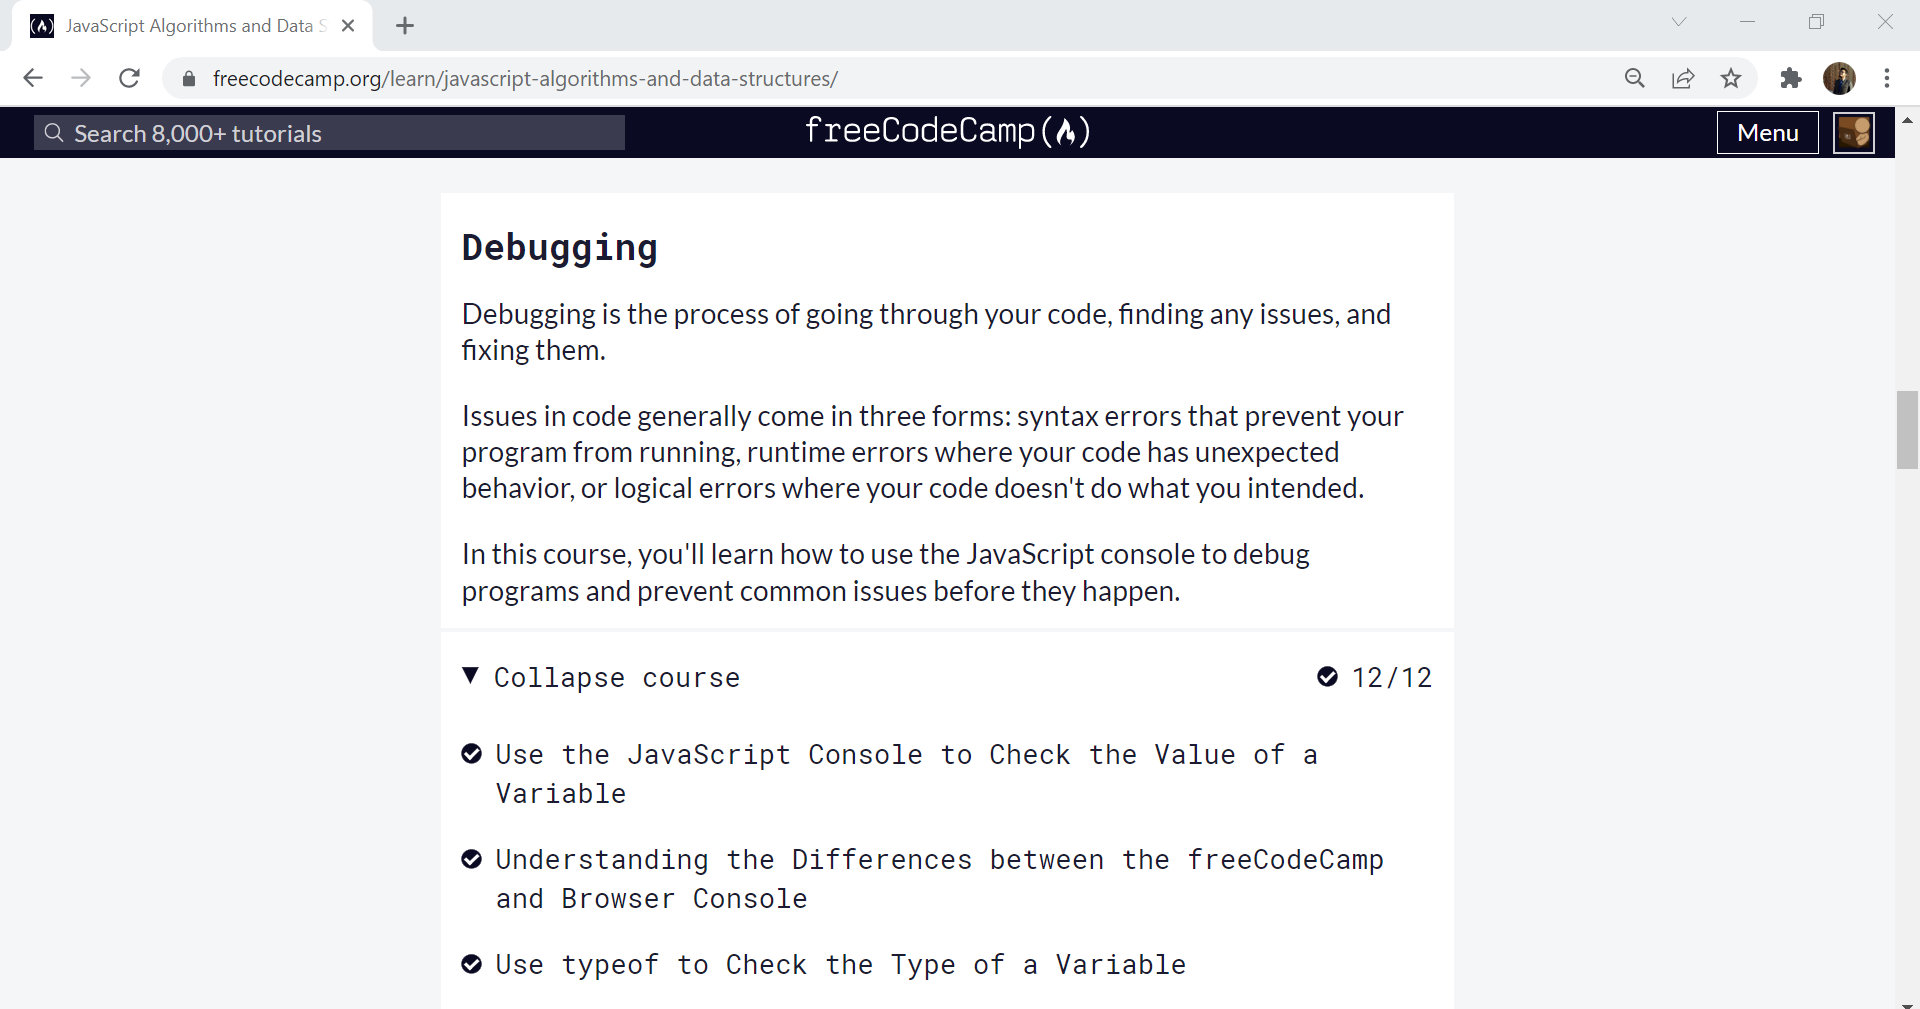 JavaScript Algorithms and Data S
freecodecamp.org/learn/javascript-algorithms-and-data-structures/
Search 8,000+ tutorials
freeCodeCamp
Menu
Debugging
Debugging is the process of going through your code, finding any issues, and
fixing them.
Issues in code generally come in three forms: syntax errors that prevent your
program from running, runtime errors where your code has unexpected
behavior, or logical errors where your code doesn't do what you intended.
In this course, you'll learn how to use the JavaScript console to debug
programs and prevent common issues before they happen.
Collapse course
12/12
Use the JavaScript Console to Check the Value of a
Variable
Understanding the Differences between the freeCodeCamp
and Browser Console
Use typeof to Check the Type of a Variable